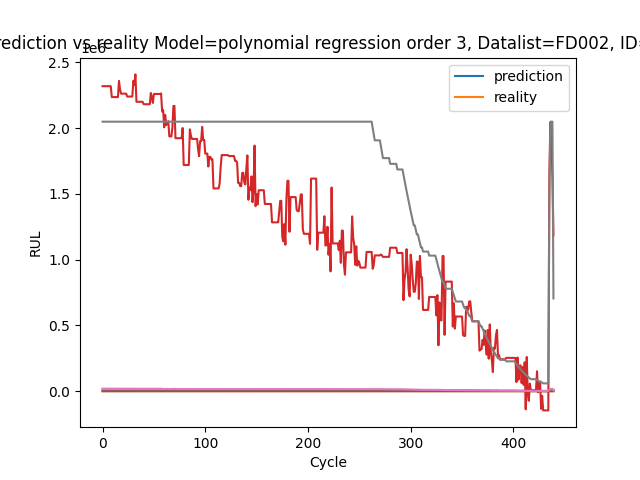 rediction vs reality Model=polynomial regression order 3, Datalist=FD002, ID=
1e6
2.5
2.0
1.5
1.0
0.5
0.0
RUL
prediction
reality
0 100 200 300 400
Cycle